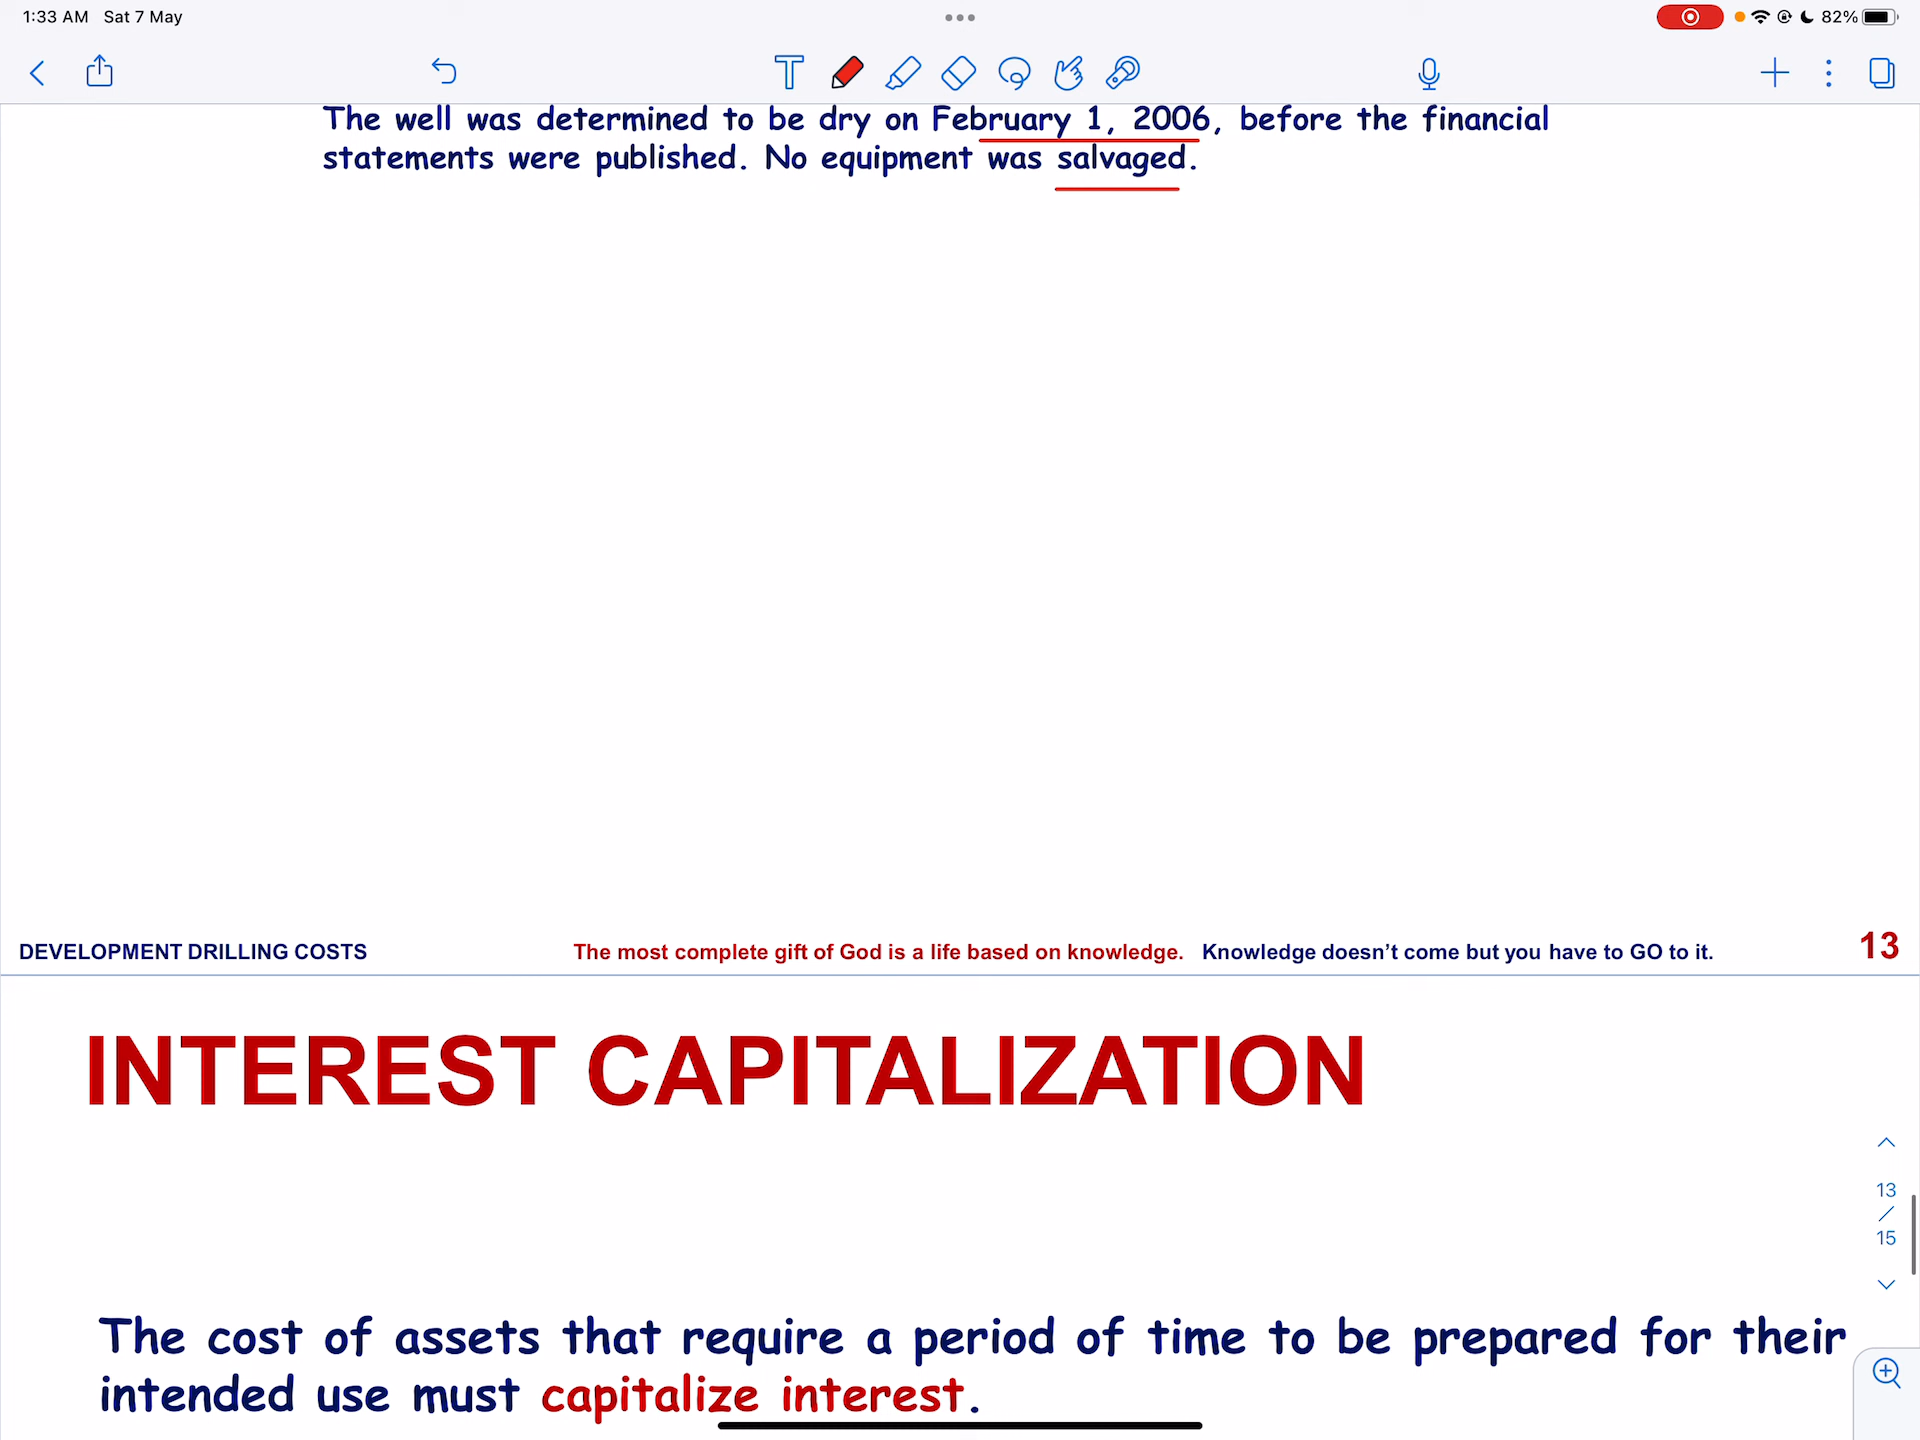 1:33 AM Sat 7 May
82%
The well was determined to be dry on February 1, 2006, before the financial
statements were published. No equipment was salvaged.
DEVELOPMENT DRILLING COSTS The most complete gift of God is a life based on knowledge. Knowledge doesn’t come but you have to GO to it. 13
INTEREST CAPITALIZATION
13
/
15
The cost of assets that require a period of time to be prepared for their
intended use must capitalize interest.